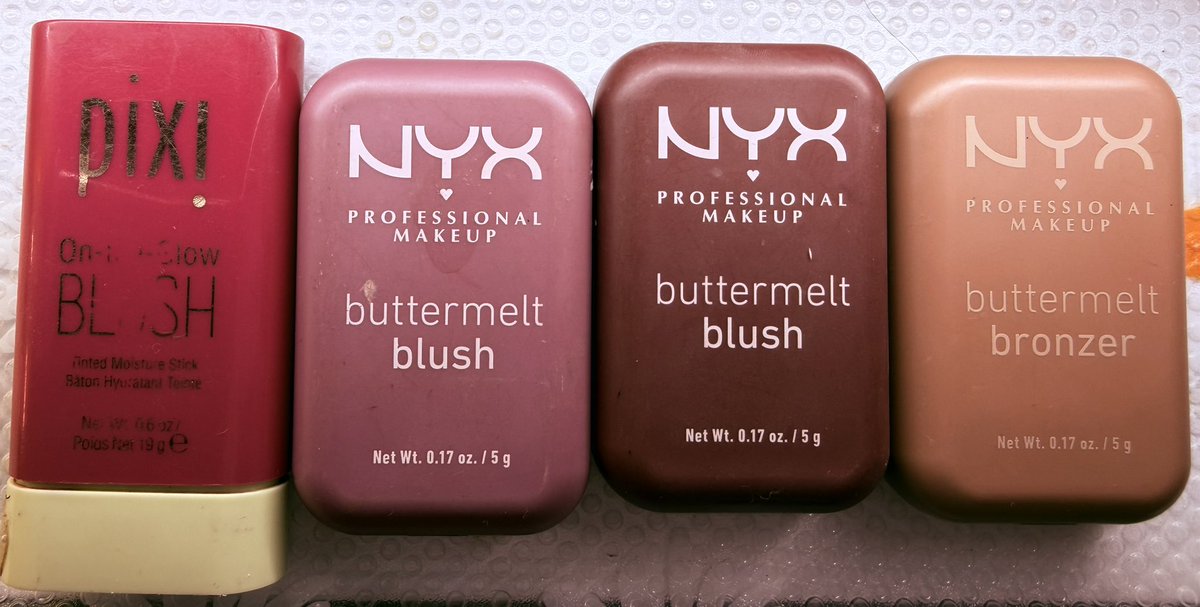 pixi
BLUSH
Tinted Moisture Stick
Bâton Hydratant Teinté
Net Wt. 0.6 oz /
Poids Net 19 g e
NYX
PROFESSIONAL
MAKEUP
buttermelt
blush
Net Wt. 0.17 oz. / 5 g
NYX
PROFESSIONAL
MAKEUP
buttermelt
blush
Net Wt. 0.17 oz. / 5 g
NYX
PROFESSIONAL
MAKEUP
buttermelt
bronzer
Net Wt. 0.17 oz. / 5 g